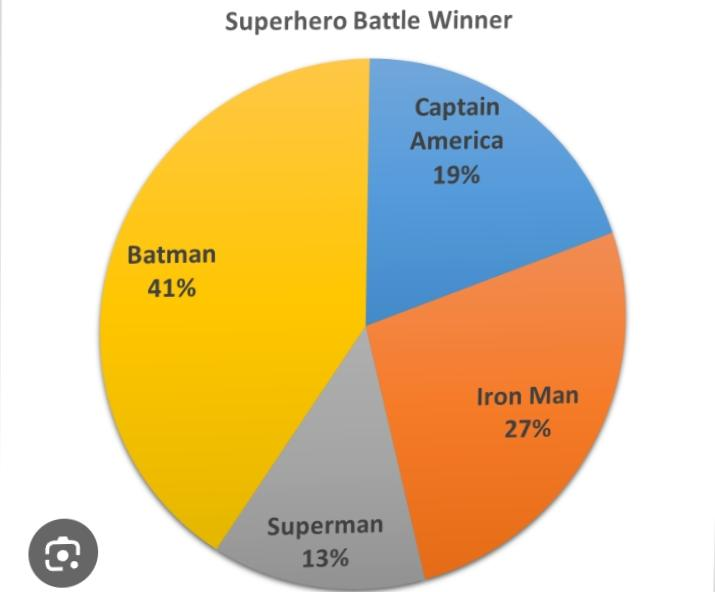 Superhero Battle Winner
Captain
America
19%
Batman
41%
Iron Man
27%
Superman
13%